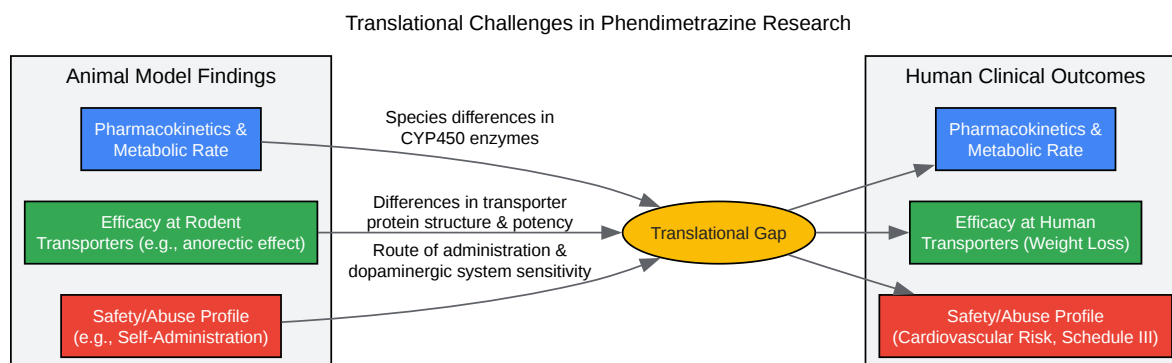 Translational Challenges in Phendimetrazine Research
Animal Model Findings
Pharmacokinetics &
Metabolic Rate
Efficacy at Rodent
Transporters (e.g., anorectic effect)
Safety/Abuse Profile
(e.g., Self-Administration)
Species differences in
CYP450 enzymes
Differences in transporter
protein structure & potency
Route of administration &
dopaminergic system sensitivity
Translational Gap
Human Clinical Outcomes
Pharmacokinetics &
Metabolic Rate
Efficacy at Human
Transporters (Weight Loss)
Safety/Abuse Profile
(Cardiovascular Risk, Schedule III)